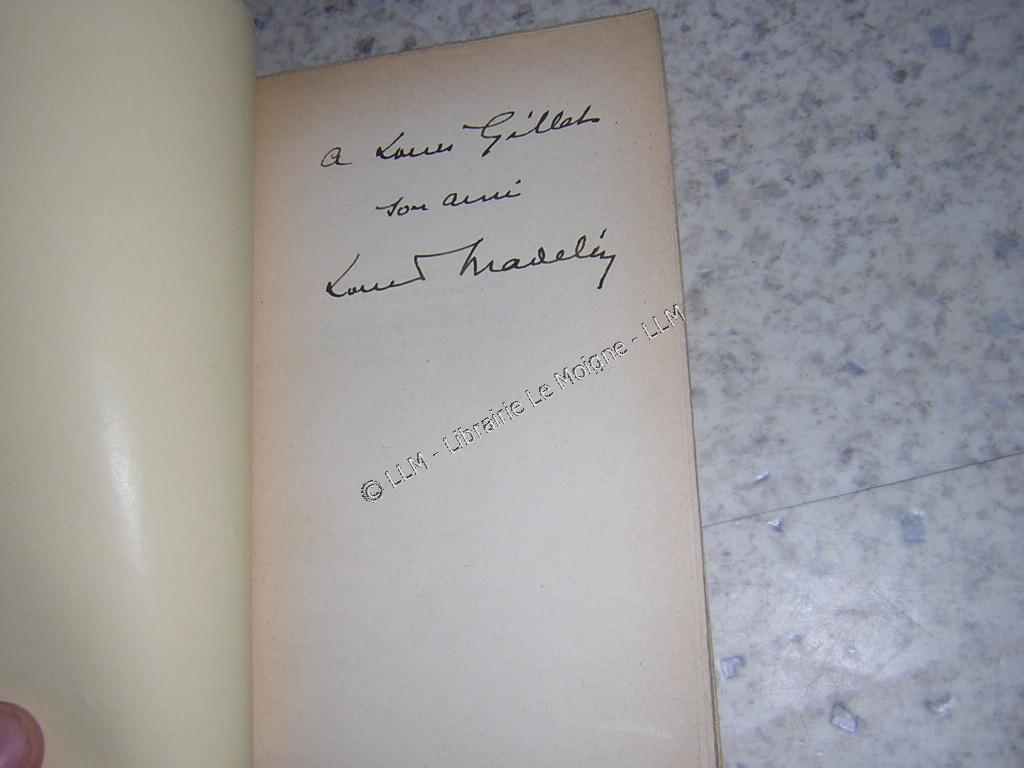 A Louis Gillet
son ami
Louis Madelin
© LLM - Librairie Le Moigne - LLM